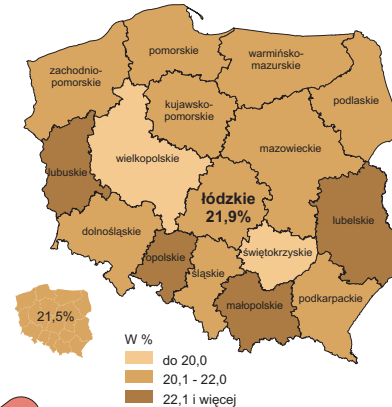 pomorskie
warmińsko-
mazurskie
zachodnio-
pomorskie
podlaskie
kujawsko-
pomorskie
mazowieckie
wielkopolskie
lubuskie
łódzkie
21,9%
lubelskie
dolnośląskie
świętokrzyskie
opolskie
śląskie
podkarpackie
małopolskie
21,5%
W %
do 20,0
20,1 - 22,0
22,1 i więcej